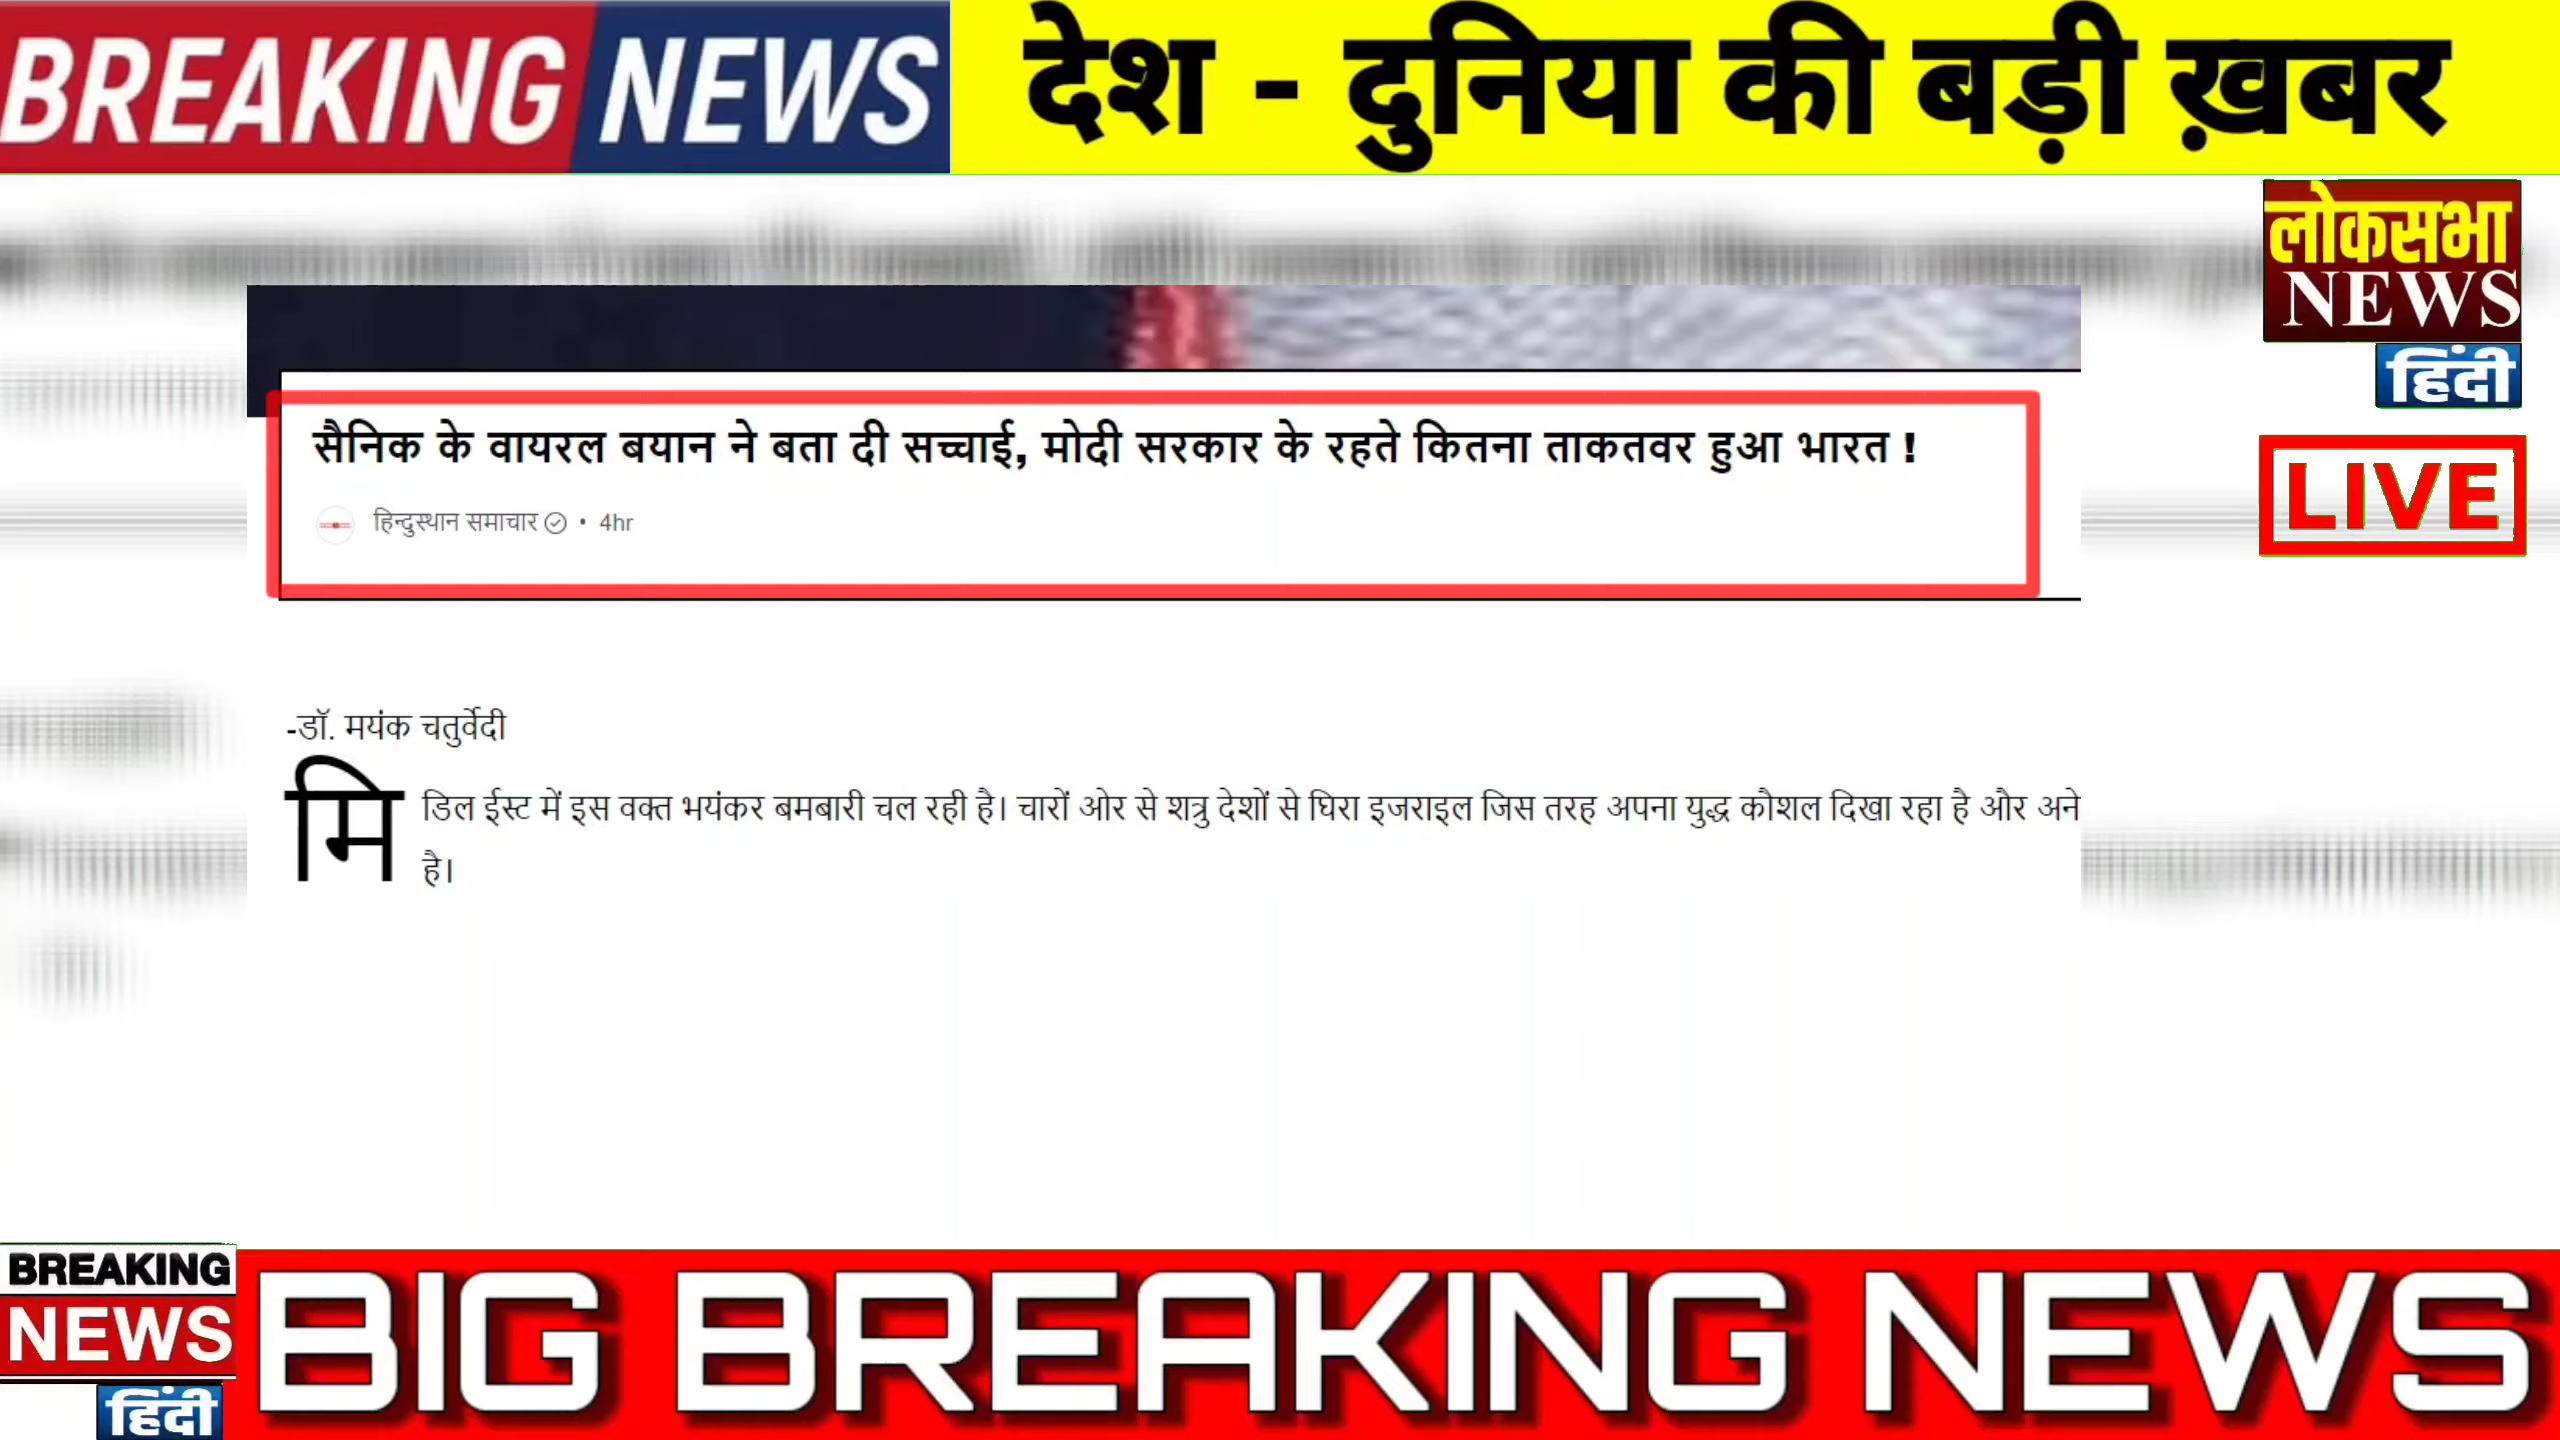 BREAKING NEWS
देश - दुनिया की बड़ी ख़बर
लोकसभा
NEWS
हिंदी
LIVE
सैनिक के वायरल बयान ने बता दी सच्चाई, मोदी सरकार के रहते कितना ताकतवर हुआ भारत !
हिन्दुस्थान समाचार • 4hr
-डॉ. मयंक चतुर्वेदी
मिडिल ईस्ट में इस वक्त भयंकर बमबारी चल रही है। चारों ओर से शत्रु देशों से घिरा इजराइल जिस तरह अपना युद्ध कौशल दिखा रहा है और अने
है।
BREAKING
NEWS
हिंदी
BIG BREAKING NEWS